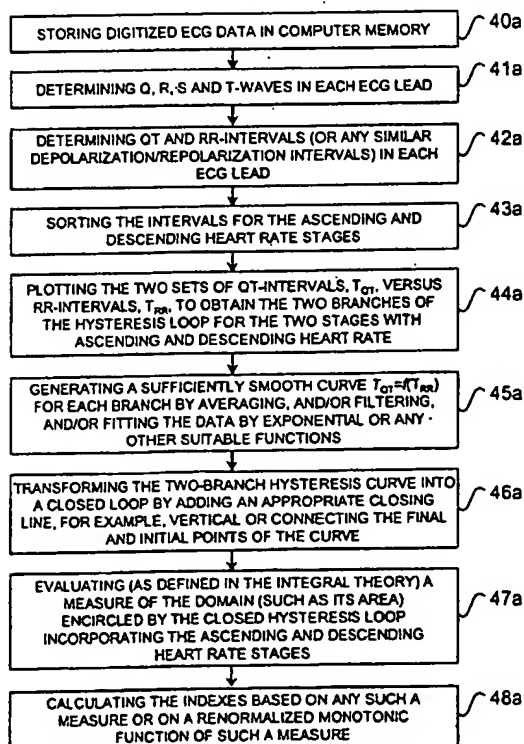 STORING DIGITIZED ECG DATA IN COMPUTER MEMORY
40a
DETERMINING Q, R, S AND T-WAVES IN EACH ECG LEAD
41a
DETERMINING QT AND RR-INTERVALS (OR ANY SIMILAR
DEPOLARIZATION/REPOLARIZATION INTERVALS) IN EACH
ECG LEAD
42a
SORTING THE INTERVALS FOR THE ASCENDING AND
DESCENDING HEART RATE STAGES
43a
PLOTTING THE TWO SETS OF QT-INTERVALS, T_QT, VERSUS
RR-INTERVALS, T_RR, TO OBTAIN THE TWO BRANCHES OF
THE HYSTERESIS LOOP FOR THE TWO STAGES WITH
ASCENDING AND DESCENDING HEART RATE
44a
GENERATING A SUFFICIENTLY SMOOTH CURVE T_QT=f(T_RR)
FOR EACH BRANCH BY AVERAGING, AND/OR FILTERING,
AND/OR FITTING THE DATA BY EXPONENTIAL OR ANY
OTHER SUITABLE FUNCTIONS
45a
TRANSFORMING THE TWO-BRANCH HYSTERESIS CURVE INTO
A CLOSED LOOP BY ADDING AN APPROPRIATE CLOSING
LINE, FOR EXAMPLE, VERTICAL OR CONNECTING THE FINAL
AND INITIAL POINTS OF THE CURVE
46a
EVALUATING (AS DEFINED IN THE INTEGRAL THEORY) A
MEASURE OF THE DOMAIN (SUCH AS ITS AREA)
ENCIRCLED BY THE CLOSED HYSTERESIS LOOP
INCORPORATING THE ASCENDING AND DESCENDING
HEART RATE STAGES
47a
CALCULATING THE INDEXES BASED ON ANY SUCH A
MEASURE OR ON A RENORMALIZED MONOTONIC
FUNCTION OF SUCH A MEASURE
48a